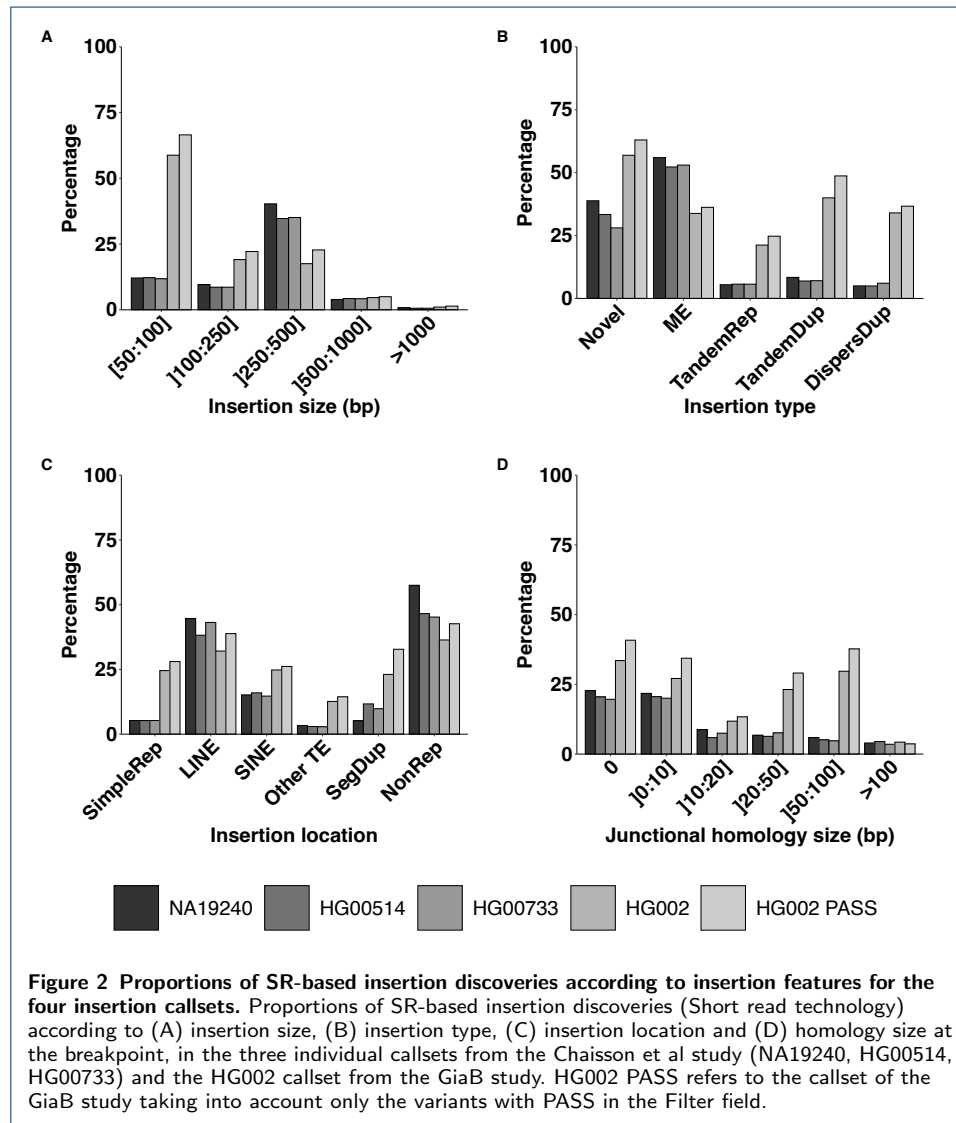 A
100
75
50
25
0
Percentage
[50:100]
]100:250]
]250:500]
]500:1000]
>1000
Insertion size (bp)
B
100
75
50
25
0
Percentage
Novel
ME
TandemRep
TandemDup
DispersDup
Insertion type
C
100
75
50
25
0
Percentage
SimpleRep
LINE
SINE
Other TE
SegDup
NonRep
Insertion location
D
100
75
50
25
0
Percentage
0
]0:10]
]10:20]
]20:50]
]50:100]
>100
Junctional homology size (bp)
NA19240
HG00514
HG00733
HG002
HG002 PASS
Figure 2 Proportions of SR-based insertion discoveries according to insertion features for the
four insertion callsets. Proportions of SR-based insertion discoveries (Short read technology)
according to (A) insertion size, (B) insertion type, (C) insertion location and (D) homology size at
the breakpoint, in the three individual callsets from the Chaisson et al study (NA19240, HG00514,
HG00733) and the HG002 callset from the GiaB study. HG002 PASS refers to the callset of the
GiaB study taking into account only the variants with PASS in the Filter field.